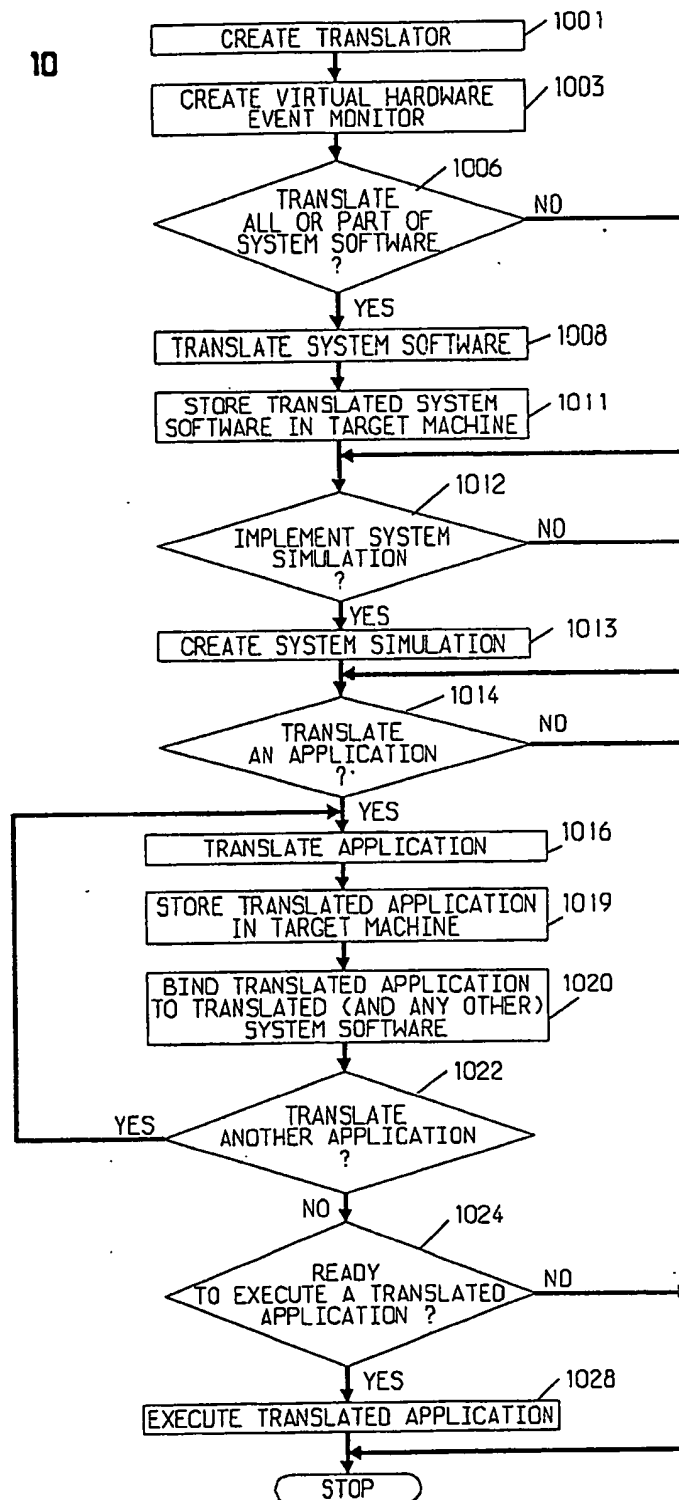 10
CREATE TRANSLATOR
1001
CREATE VIRTUAL HARDWARE
EVENT MONITOR
1003
1006
TRANSLATE
ALL OR PART OF
SYSTEM SOFTWARE
?
NO
YES
TRANSLATE SYSTEM SOFTWARE
1008
STORE TRANSLATED SYSTEM
SOFTWARE IN TARGET MACHINE
1011
1012
IMPLEMENT SYSTEM
SIMULATION
?
NO
YES
CREATE SYSTEM SIMULATION
1013
1014
TRANSLATE
AN APPLICATION
?
NO
YES
TRANSLATE APPLICATION
1016
STORE TRANSLATED APPLICATION
IN TARGET MACHINE
1019
BIND TRANSLATED APPLICATION
TO TRANSLATED (AND ANY OTHER)
SYSTEM SOFTWARE
1020
1022
YES
TRANSLATE
ANOTHER APPLICATION
?
NO
1024
READY
TO EXECUTE A TRANSLATED
APPLICATION ?
NO
YES
1028
EXECUTE TRANSLATED APPLICATION
STOP